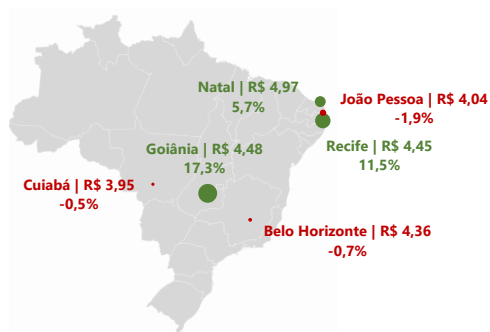 Natal | R$ 4,97
5,7%
João Pessoa | R$ 4,04
-1,9%
Goiânia | R$ 4,48
17,3%
Recife | R$ 4,45
11,5%
Cuiabá | R$ 3,95
-0,5%
Belo Horizonte | R$ 4,36
-0,7%